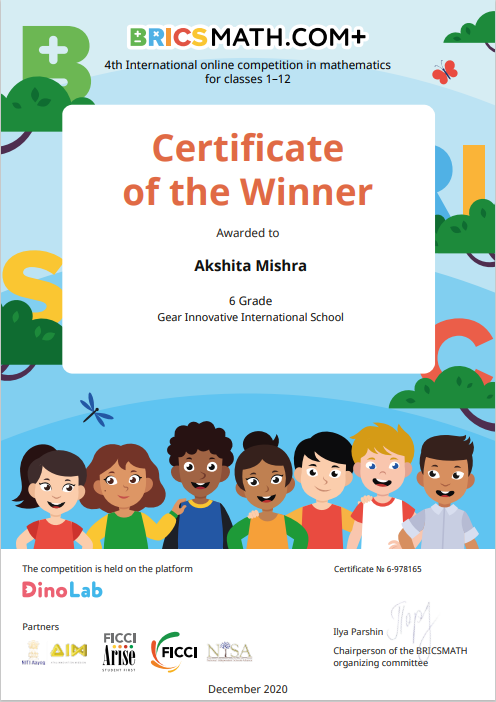 BRICSMATH.COM+
4th International online competition in mathematics
for classes 1–12
Certificate
of the Winner
Awarded to
Akshita Mishra
6 Grade
Gear Innovative International School
The competition is held on the platform
DinoLab
Certificate № 6-978165
Partners
Ilya Parshin
Chairperson of the BRICSMATH
organizing committee
NITI Aayog
AIM
FICCI
Arise
STUDENT FIRST
FICCI
NISA
December 2020